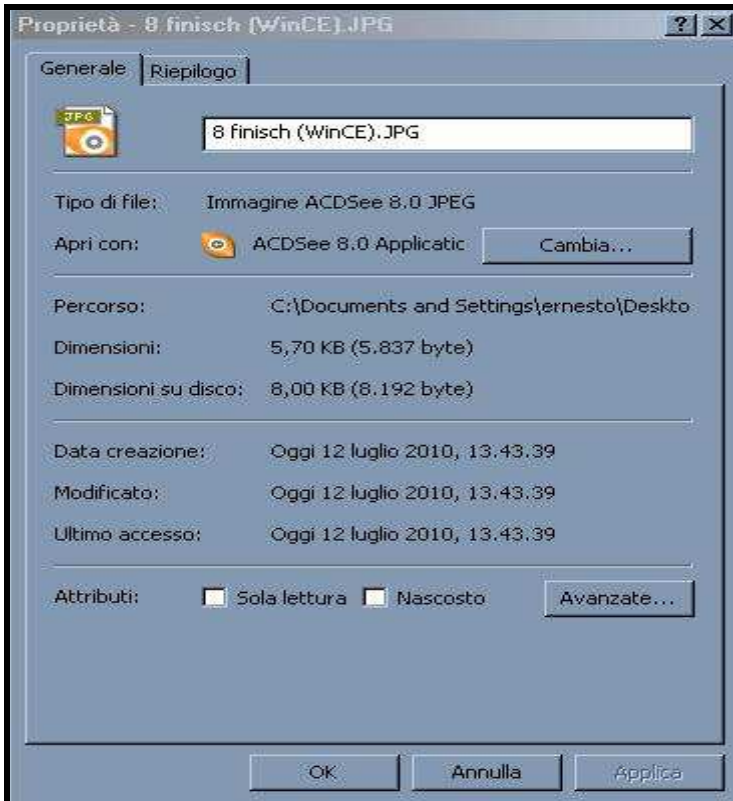 Proprietà - 8 finisch (WinCE).JPG
Generale
Riepilogo
JPG
8 finisch (WinCE).JPG
Tipo di file: Immagine ACDSee 8.0 JPEG
Apri con: ACDSee 8.0 Applicatic Cambia...
Percorso: C:\Documents and Settings\ernesto\Deskto
Dimensioni: 5,70 KB (5.837 byte)
Dimensioni su disco: 8,00 KB (8.192 byte)
Data creazione: Oggi 12 luglio 2010, 13.43.39
Modificato: Oggi 12 luglio 2010, 13.43.39
Ultimo accesso: Oggi 12 luglio 2010, 13.43.39
Attributi: Sola lettura Nascosto Avanzate...
OK Annulla Applica